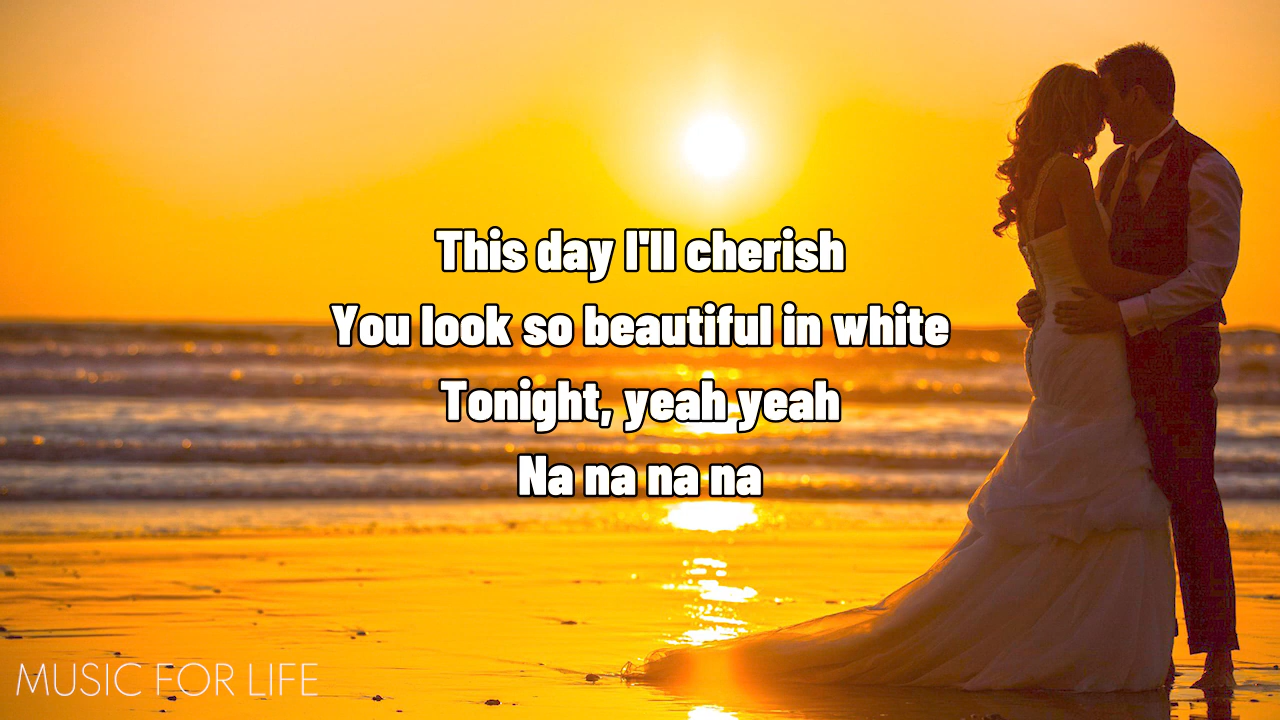 This day I'll cherish
You look so beautiful in white
Tonight, yeah yeah
Na na na na
MUSIC FOR LIFE